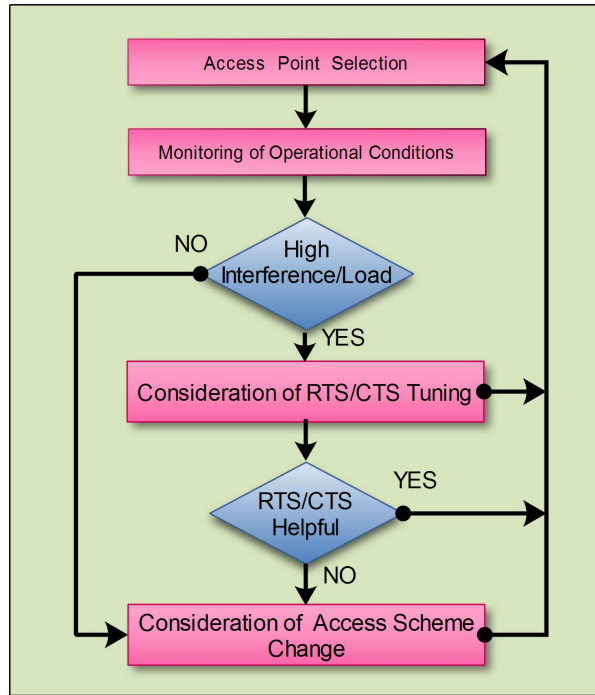 Access Point Selection
Monitoring of Operational Conditions
NO
High
Interference/Load
YES
Consideration of RTS/CTS Tuning
YES
RTS/CTS
Helpful
NO
Consideration of Access Scheme
Change